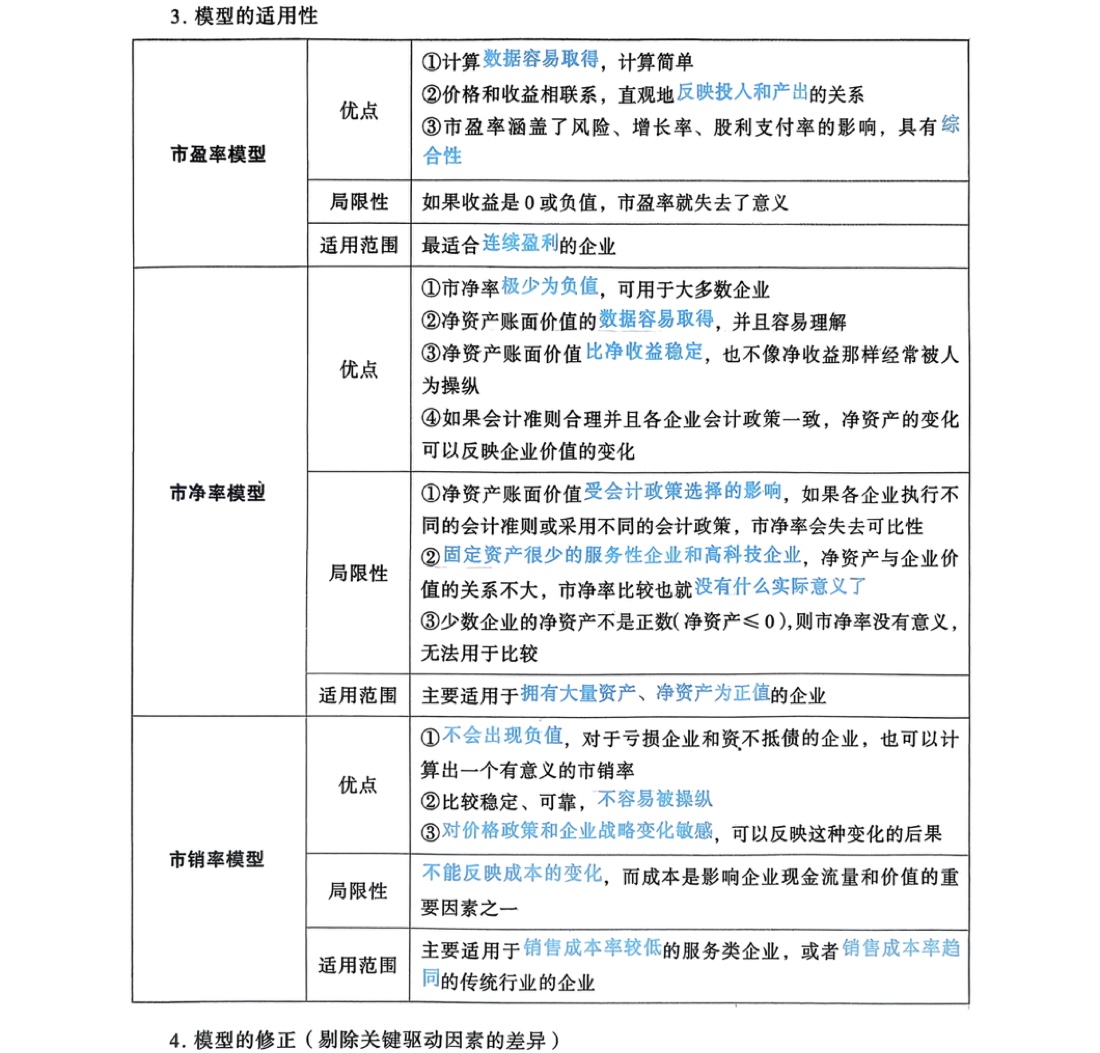 3. 模型的适用性
市盈率模型
优点
①计算数据容易取得，计算简单
②价格和收益相联系，直观地反映投入和产出的关系
③市盈率涵盖了风险、增长率、股利支付率的影响，具有综
合性
局限性
如果收益是0或负值，市盈率就失去了意义
适用范围
最适合连续盈利的企业
市净率模型
优点
①市净率极少为负值，可用于大多数企业
②净资产账面价值的数据容易取得，并且容易理解
③净资产账面价值比净收益稳定，也不像净收益那样经常被人
为操纵
④如果会计准则合理并且各企业会计政策一致，净资产的变化
可以反映企业价值的变化
局限性
①净资产账面价值受会计政策选择的影响，如果各企业执行不
同的会计准则或采用不同的会计政策，市净率会失去可比性
②固定资产很少的服务性企业和高科技企业，净资产与企业价
值的关系不大，市净率比较也就没有什么实际意义了
③少数企业的净资产不是正数(净资产≤0),则市净率没有意义，
无法用于比较
适用范围
主要适用于拥有大量资产、净资产为正值的企业
市销率模型
优点
①不会出现负值，对于亏损企业和资不抵债的企业，也可以计
算出一个有意义的市销率
②比较稳定、可靠，不容易被操纵
③对价格政策和企业战略变化敏感，可以反映这种变化的后果
局限性
不能反映成本的变化，而成本是影响企业现金流量和价值的重
要因素之一
适用范围
主要适用于销售成本率较低的服务类企业，或者销售成本率趋
同的传统行业的企业
4. 模型的修正（剔除关键驱动因素的差异）